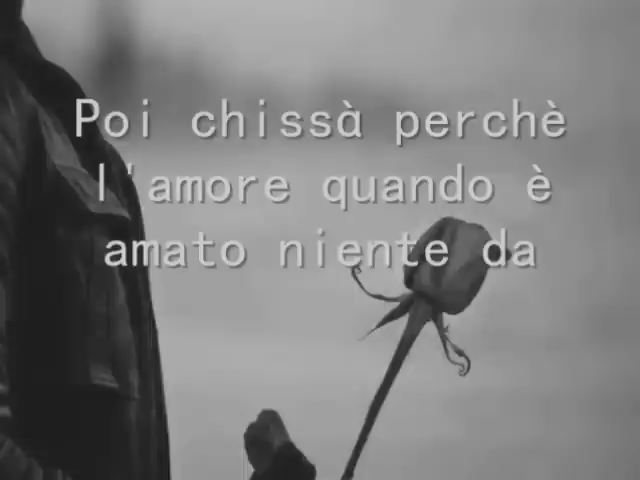 Poi chissà perchè
l'amore quando è
amato niente da